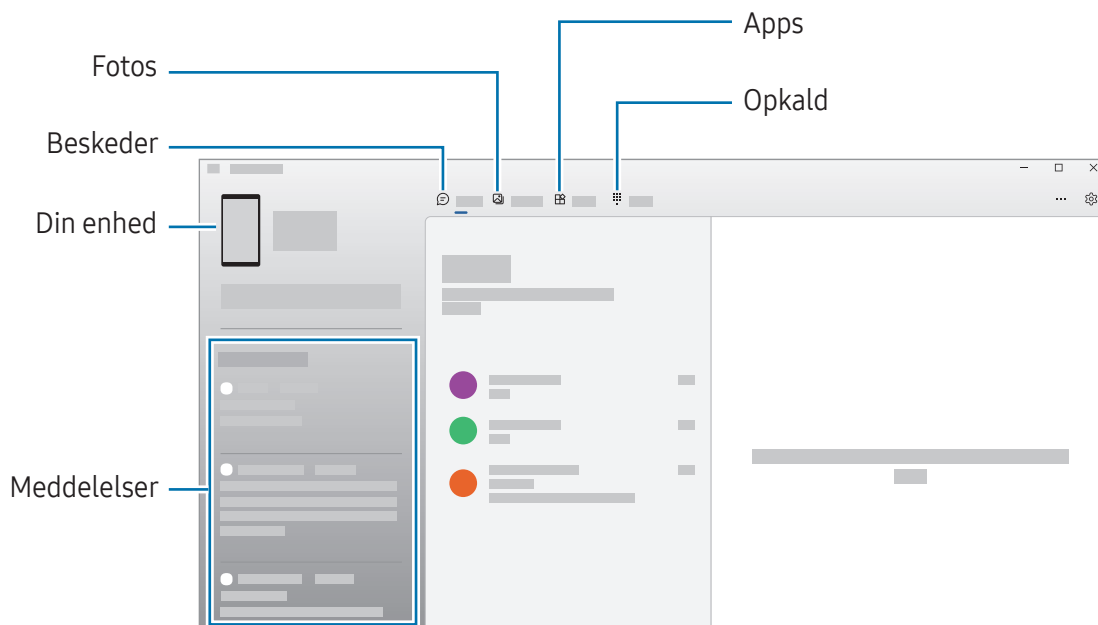 Apps
Fotos
Opkald
Beskeder
Din enhed
Meddelelser